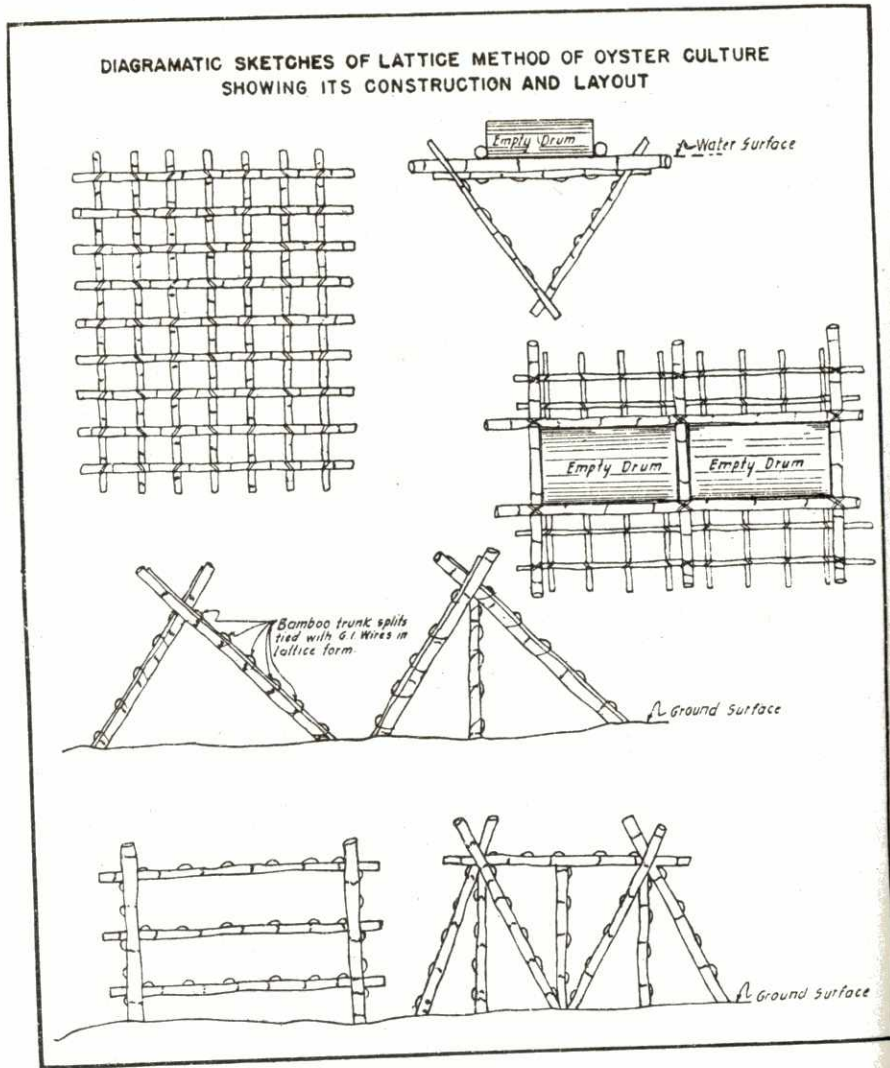 DIAGRAMATIC SKETCHES OF LATTICE METHOD OF OYSTER CULTURE
SHOWING ITS CONSTRUCTION AND LAYOUT
Empty Drum
Water Surface
Empty Drum
Empty Drum
Bamboo trunk splits
tied with G.I. Wires in
lattice form.
Ground Surface
Ground Surface